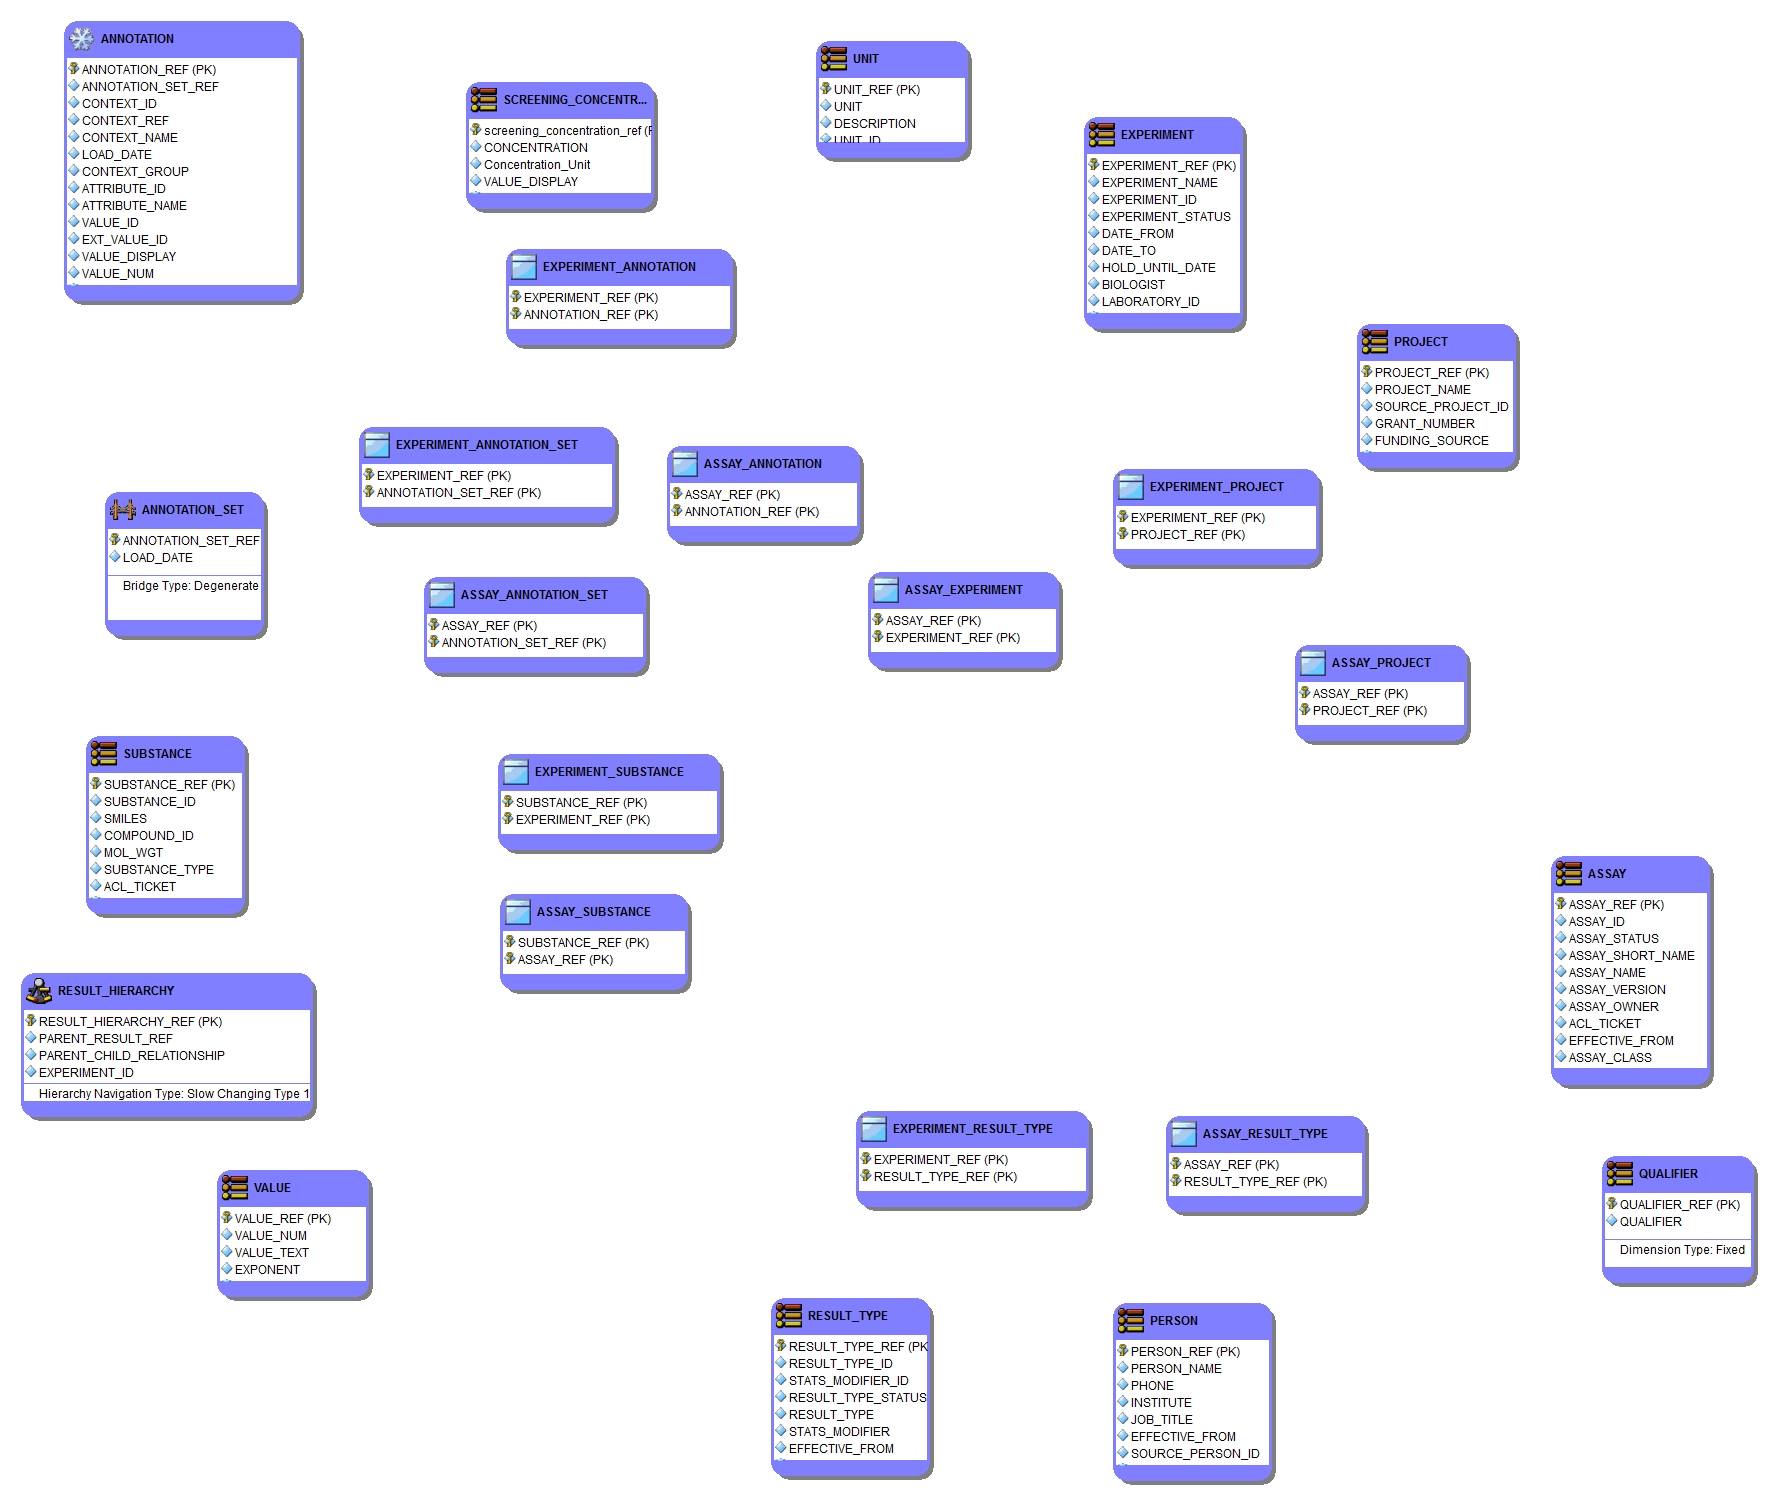 ANNOTATION
ANNOTATION_REF (PK)
ANNOTATION_SET_REF
CONTEXT_ID
CONTEXT_REF
CONTEXT_NAME
LOAD_DATE
CONTEXT_GROUP
ATTRIBUTE_ID
ATTRIBUTE_NAME
VALUE_ID
EXT_VALUE_ID
VALUE_DISPLAY
VALUE_NUM
SCREENING_CONCENTR...
screening_concentration_ref (P
CONCENTRATION
Concentration_Unit
VALUE_DISPLAY
UNIT
UNIT_REF (PK)
UNIT
DESCRIPTION
UNIT_ID
EXPERIMENT
EXPERIMENT_REF (PK)
EXPERIMENT_NAME
EXPERIMENT_ID
EXPERIMENT_STATUS
DATE_FROM
DATE_TO
HOLD_UNTIL_DATE
BIOLOGIST
LABORATORY_ID
EXPERIMENT_ANNOTATION
EXPERIMENT_REF (PK)
ANNOTATION_REF (PK)
PROJECT
PROJECT_REF (PK)
PROJECT_NAME
SOURCE_PROJECT_ID
GRANT_NUMBER
FUNDING_SOURCE
EXPERIMENT_ANNOTATION_SET
EXPERIMENT_REF (PK)
ANNOTATION_SET_REF (PK)
ASSAY_ANNOTATION
ASSAY_REF (PK)
ANNOTATION_REF (PK)
EXPERIMENT_PROJECT
EXPERIMENT_REF (PK)
PROJECT_REF (PK)
ANNOTATION_SET
ANNOTATION_SET_REF
LOAD_DATE
Bridge Type: Degenerate
ASSAY_ANNOTATION_SET
ASSAY_REF (PK)
ANNOTATION_SET_REF (PK)
ASSAY_EXPERIMENT
ASSAY_REF (PK)
EXPERIMENT_REF (PK)
ASSAY_PROJECT
ASSAY_REF (PK)
PROJECT_REF (PK)
SUBSTANCE
SUBSTANCE_REF (PK)
SUBSTANCE_ID
SMILES
COMPOUND_ID
MOL_WGT
SUBSTANCE_TYPE
ACL_TICKET
EXPERIMENT_SUBSTANCE
SUBSTANCE_REF (PK)
EXPERIMENT_REF (PK)
ASSAY_SUBSTANCE
SUBSTANCE_REF (PK)
ASSAY_REF (PK)
ASSAY
ASSAY_REF (PK)
ASSAY_ID
ASSAY_STATUS
ASSAY_SHORT_NAME
ASSAY_NAME
ASSAY_VERSION
ASSAY_OWNER
ACL_TICKET
EFFECTIVE_FROM
ASSAY_CLASS
RESULT_HIERARCHY
RESULT_HIERARCHY_REF (PK)
PARENT_RESULT_REF
PARENT_CHILD_RELATIONSHIP
EXPERIMENT_ID
Hierarchy Navigation Type: Slow Changing Type 1
EXPERIMENT_RESULT_TYPE
EXPERIMENT_REF (PK)
RESULT_TYPE_REF (PK)
ASSAY_RESULT_TYPE
ASSAY_REF (PK)
RESULT_TYPE_REF (PK)
QUALIFIER
QUALIFIER_REF (PK)
QUALIFIER
Dimension Type: Fixed
VALUE
VALUE_REF (PK)
VALUE_NUM
VALUE_TEXT
EXPONENT
RESULT_TYPE
RESULT_TYPE_REF (PK
RESULT_TYPE_ID
STATS_MODIFIER_ID
RESULT_TYPE_STATUS
RESULT_TYPE
STATS_MODIFIER
EFFECTIVE_FROM
PERSON
PERSON_REF (PK)
PERSON_NAME
PHONE
INSTITUTE
JOB_TITLE
EFFECTIVE_FROM
SOURCE_PERSON_ID